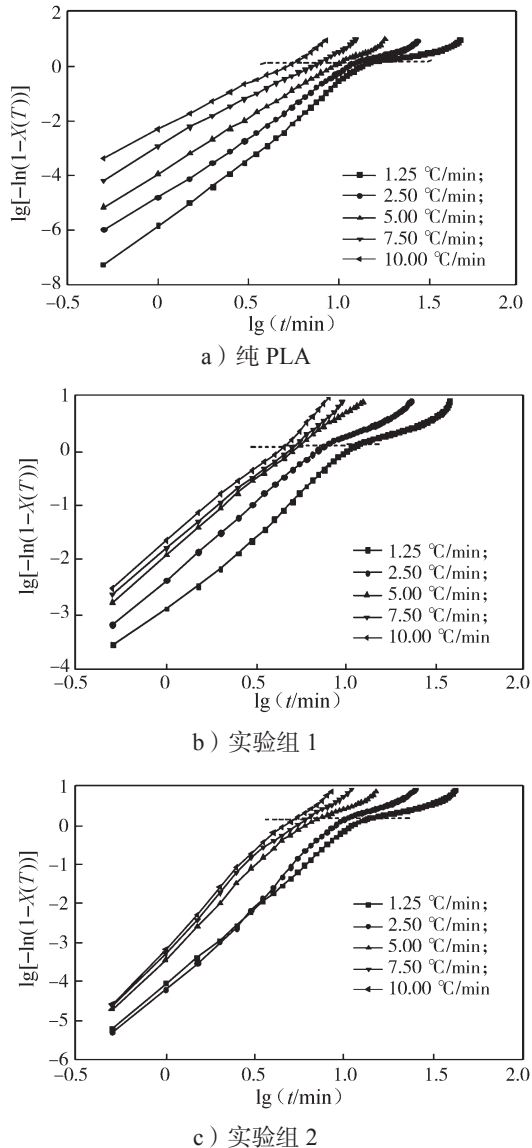 lg[−ln(1−X(T))]
2
0
−2
−4
−6
−8
1.25 ℃/min；
2.50 ℃/min；
5.00 ℃/min；
7.50 ℃/min；
10.00 ℃/min
−0.5 0 0.5 1.0 1.5 2.0
lg（t/min）
a）纯 PLA
lg[−ln(1−X(T))]
1
0
−1
−2
−3
−4
1.25 ℃/min；
2.50 ℃/min；
5.00 ℃/min；
7.50 ℃/min；
10.00 ℃/min
−0.5 0 0.5 1.0 1.5 2.0
lg（t/min）
b）实验组 1
lg[−ln(1−X(T))]
1
0
−1
−2
−3
−4
−5
−6
1.25 ℃/min；
2.50 ℃/min；
5.00 ℃/min；
7.50 ℃/min；
10.00 ℃/min
−0.5 0 0.5 1.0 1.5 2.0
lg（t/min）
c）实验组 2